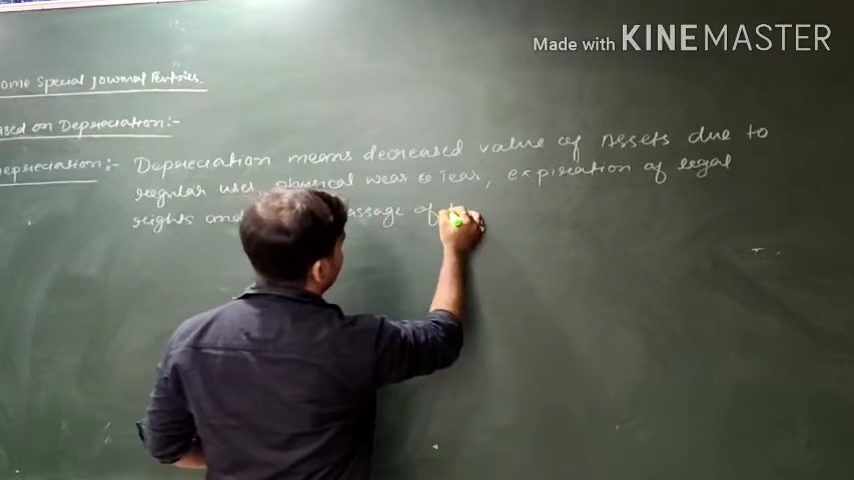 Made with KINEMASTER
ome Special Journal Entries.
ased on Depreciation:-
epreciation:- Depreciation means decreased value of Assets due to
regular uses, physical wear & Tear, expiration of legal
rights and assage of